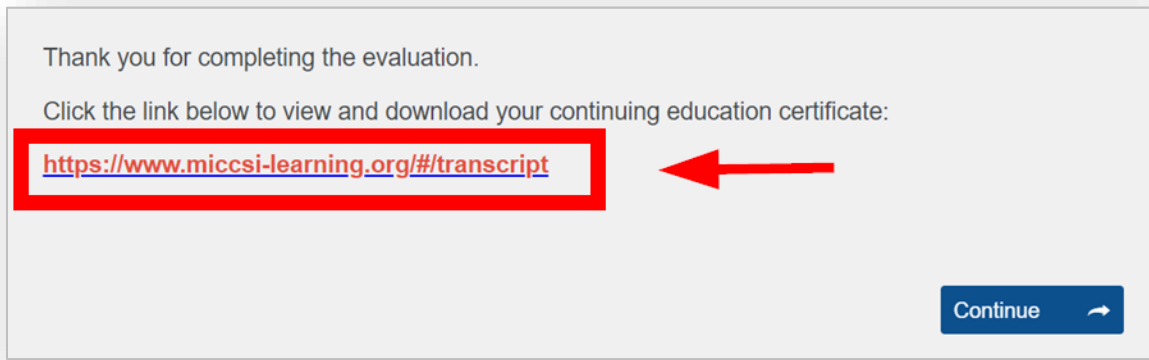 Thank you for completing the evaluation.
Click the link below to view and download your continuing education certificate:
https://www.miccsi-learning.org/#/transcript
Continue